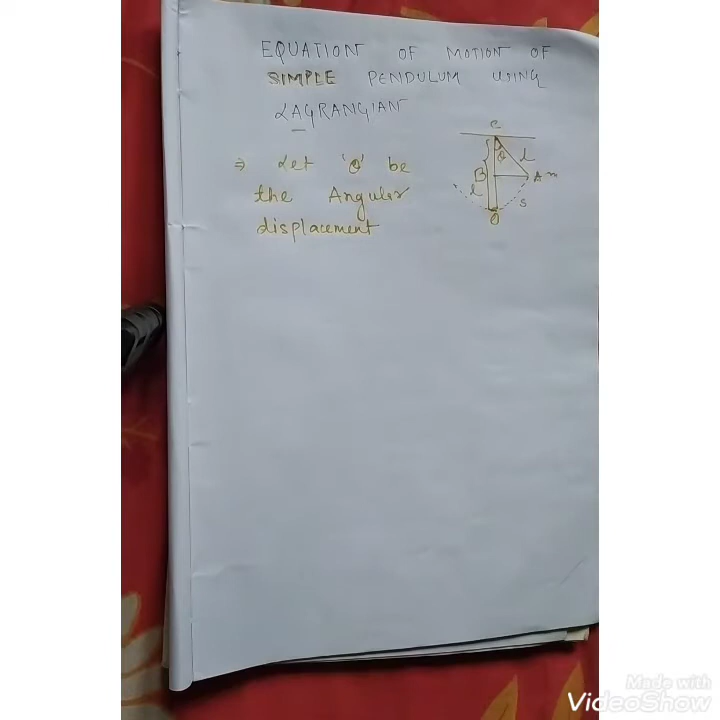 EQUATION OF MOTION OF
SIMPLE PENDULUM USING
LAGRANGIAN
⇒ Let 'θ' be
the Angular
displacement
C
θ l
B A m
l
S
O
Made with
VideoShow